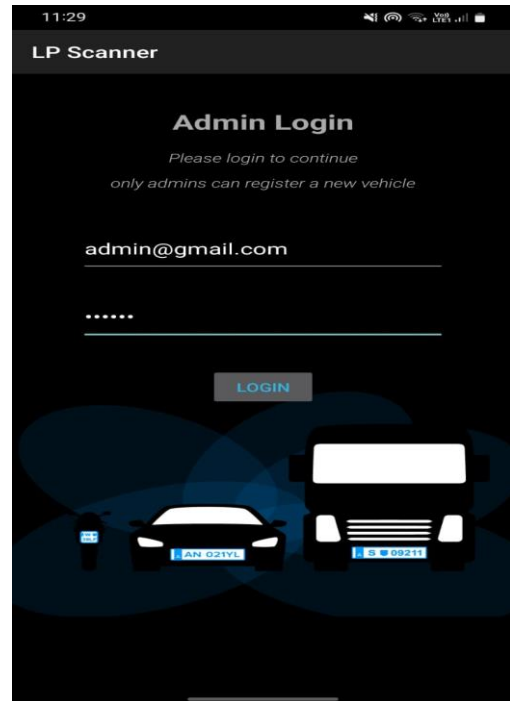 11:29
LP Scanner
Admin Login
Please login to continue
only admins can register a new vehicle
admin@gmail.com
••••••
LOGIN
AN 021YL
S 09211